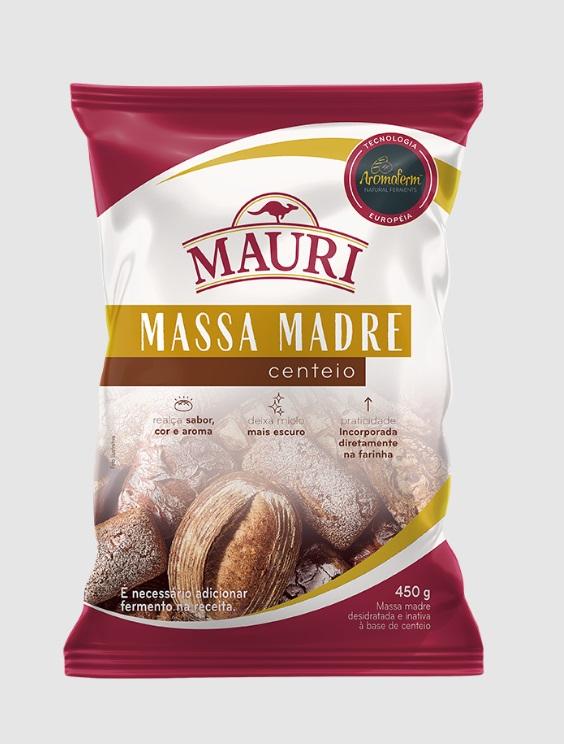 TECNOLOGIA
Aromaferm
NATURAL FERMENTS
EUROPÉIA
MAURI
MASSA MADRE
centeio
realça sabor,
cor e aroma
deixa miolo
mais escuro
praticidade
Incorporada
diretamente
na farinha
É necessário adicionar
fermento na receita.
450 g
Massa madre
desidratada e inativa
à base de centeio